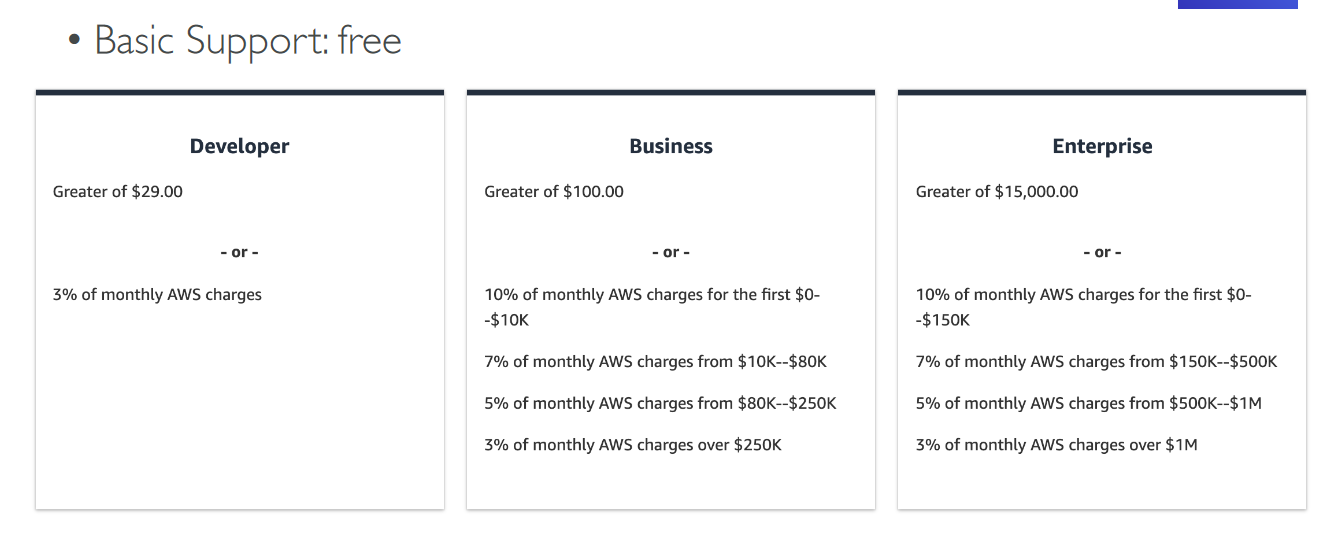 • Basic Support: free
Developer
Greater of $29.00
- or -
3% of monthly AWS charges
Business
Greater of $100.00
- or -
10% of monthly AWS charges for the first $0-
-$10K
7% of monthly AWS charges from $10K--$80K
5% of monthly AWS charges from $80K--$250K
3% of monthly AWS charges over $250K
Enterprise
Greater of $15,000.00
- or -
10% of monthly AWS charges for the first $0-
-$150K
7% of monthly AWS charges from $150K--$500K
5% of monthly AWS charges from $500K--$1M
3% of monthly AWS charges over $1M